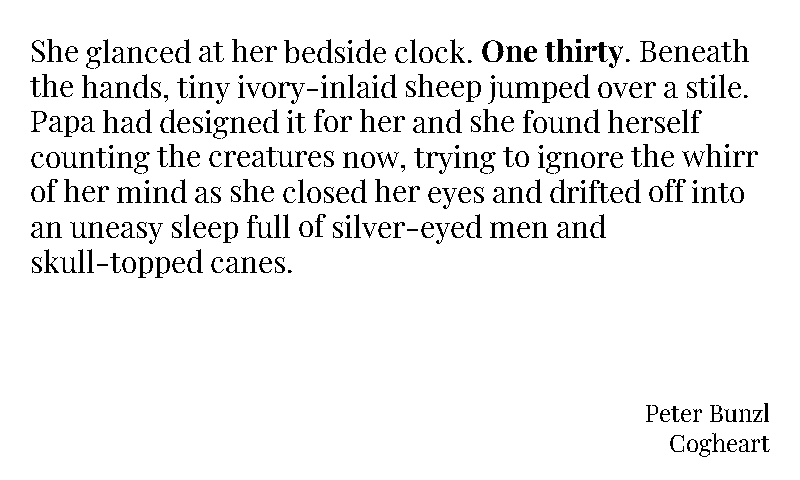 She glanced at her bedside clock. One thirty. Beneath
the hands, tiny ivory-inlaid sheep jumped over a stile.
Papa had designed it for her and she found herself
counting the creatures now, trying to ignore the whirr
of her mind as she closed her eyes and drifted off into
an uneasy sleep full of silver-eyed men and
skull-topped canes.
Peter Bunzl
Cogheart